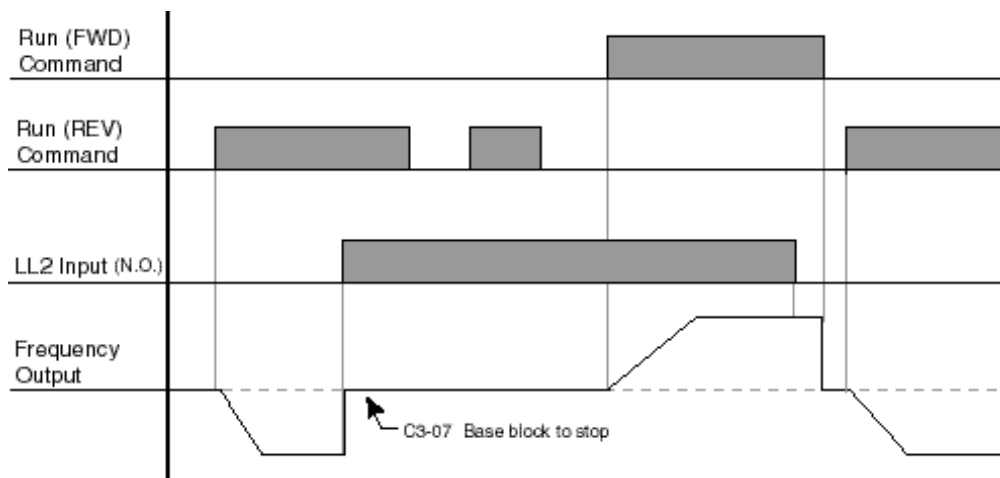 Run (FWD)
Command
Run (REV)
Command
LL2 Input (N.O.)
Frequency
Output
C3-07 Base block to stop